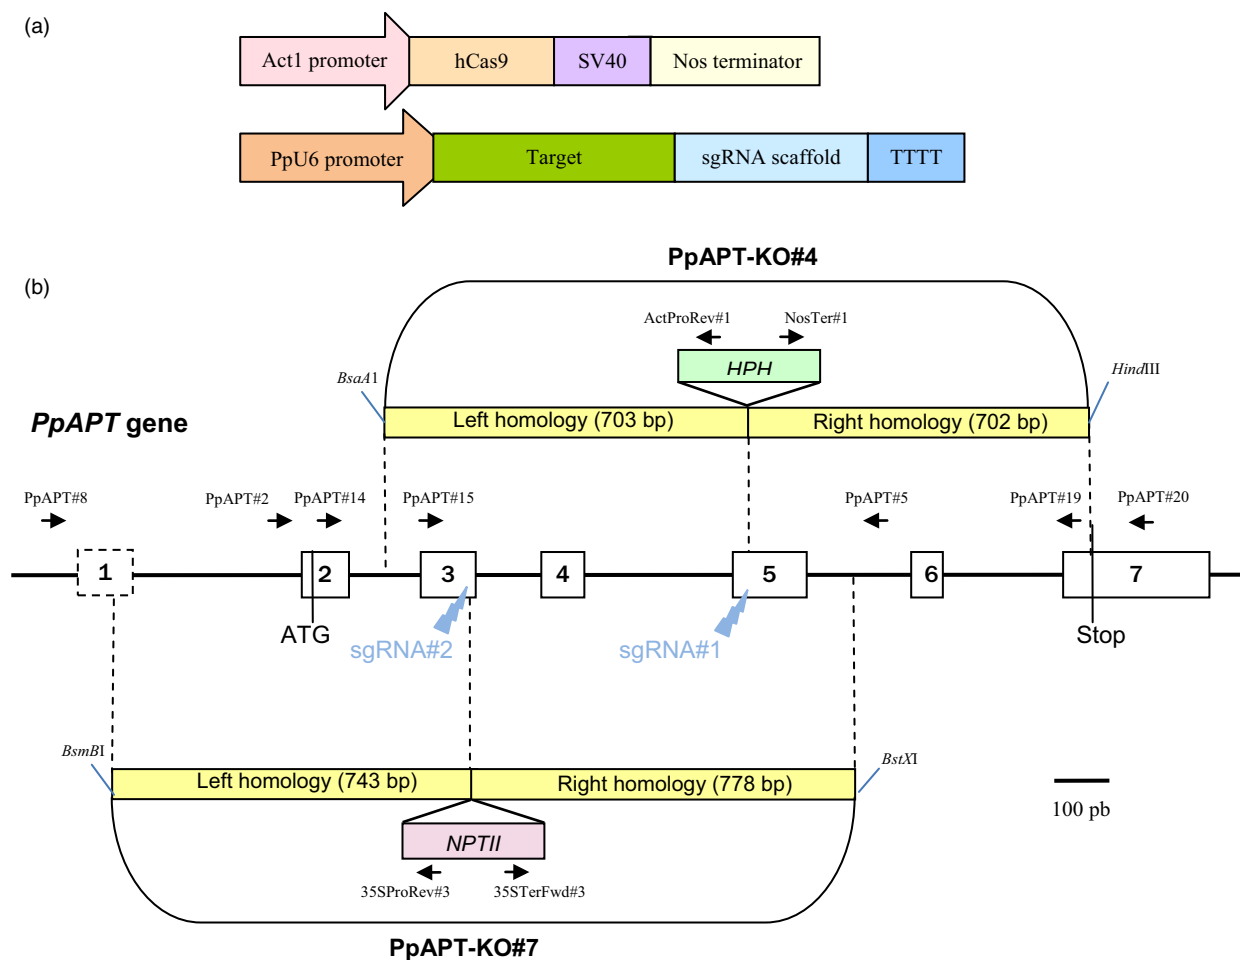 (a)
Act1 promoter
hCas9
SV40
Nos terminator
PpU6 promoter
Target
sgRNA scaffold
TTTT
(b)
PpAPT-KO#4
ActProRev#1
NosTer#1
HPH
BsaA1
HindIII
PpAPT gene
Left homology (703 bp)
Right homology (702 bp)
PpAPT#8
PpAPT#2
PpAPT#14
PpAPT#15
PpAPT#5
PpAPT#19
PpAPT#20
1
2
3
4
5
6
7
ATG
sgRNA#2
sgRNA#1
Stop
BsmBI
BstXI
Left homology (743 bp)
Right homology (778 bp)
100 pb
NPTII
35SProRev#3
35STerFwd#3
PpAPT-KO#7